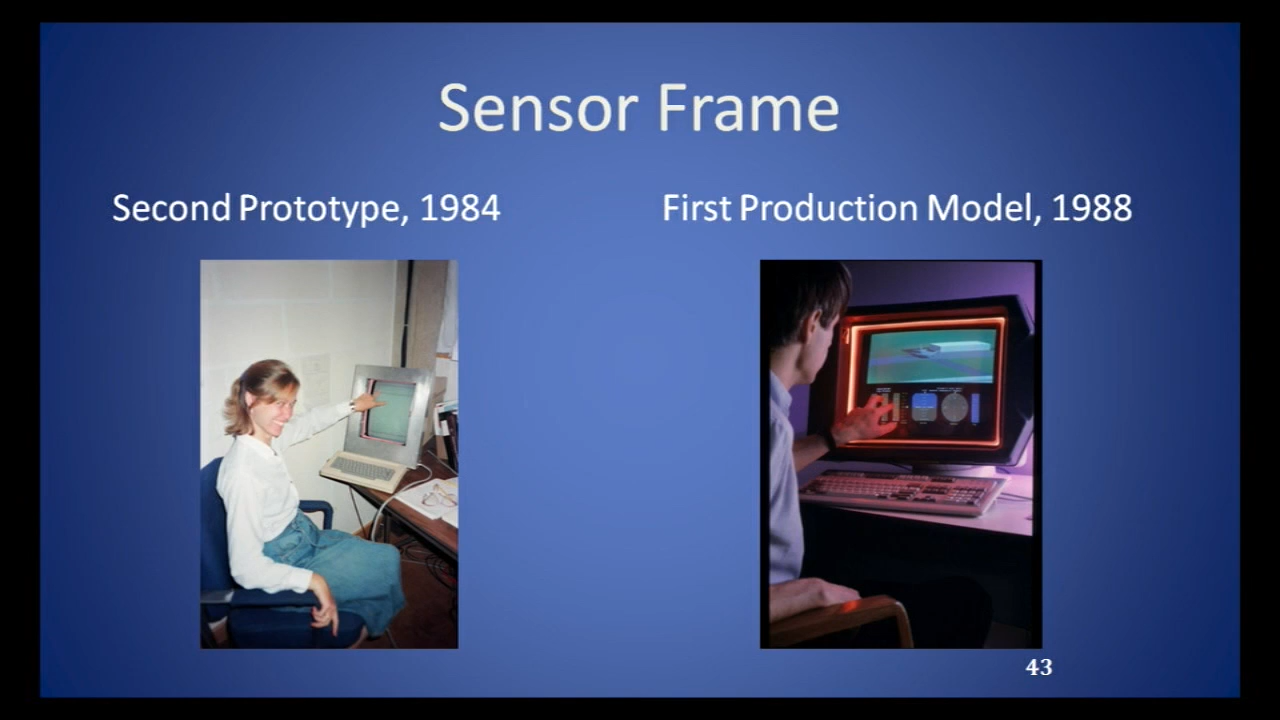 Sensor Frame
Second Prototype, 1984
First Production Model, 1988
43